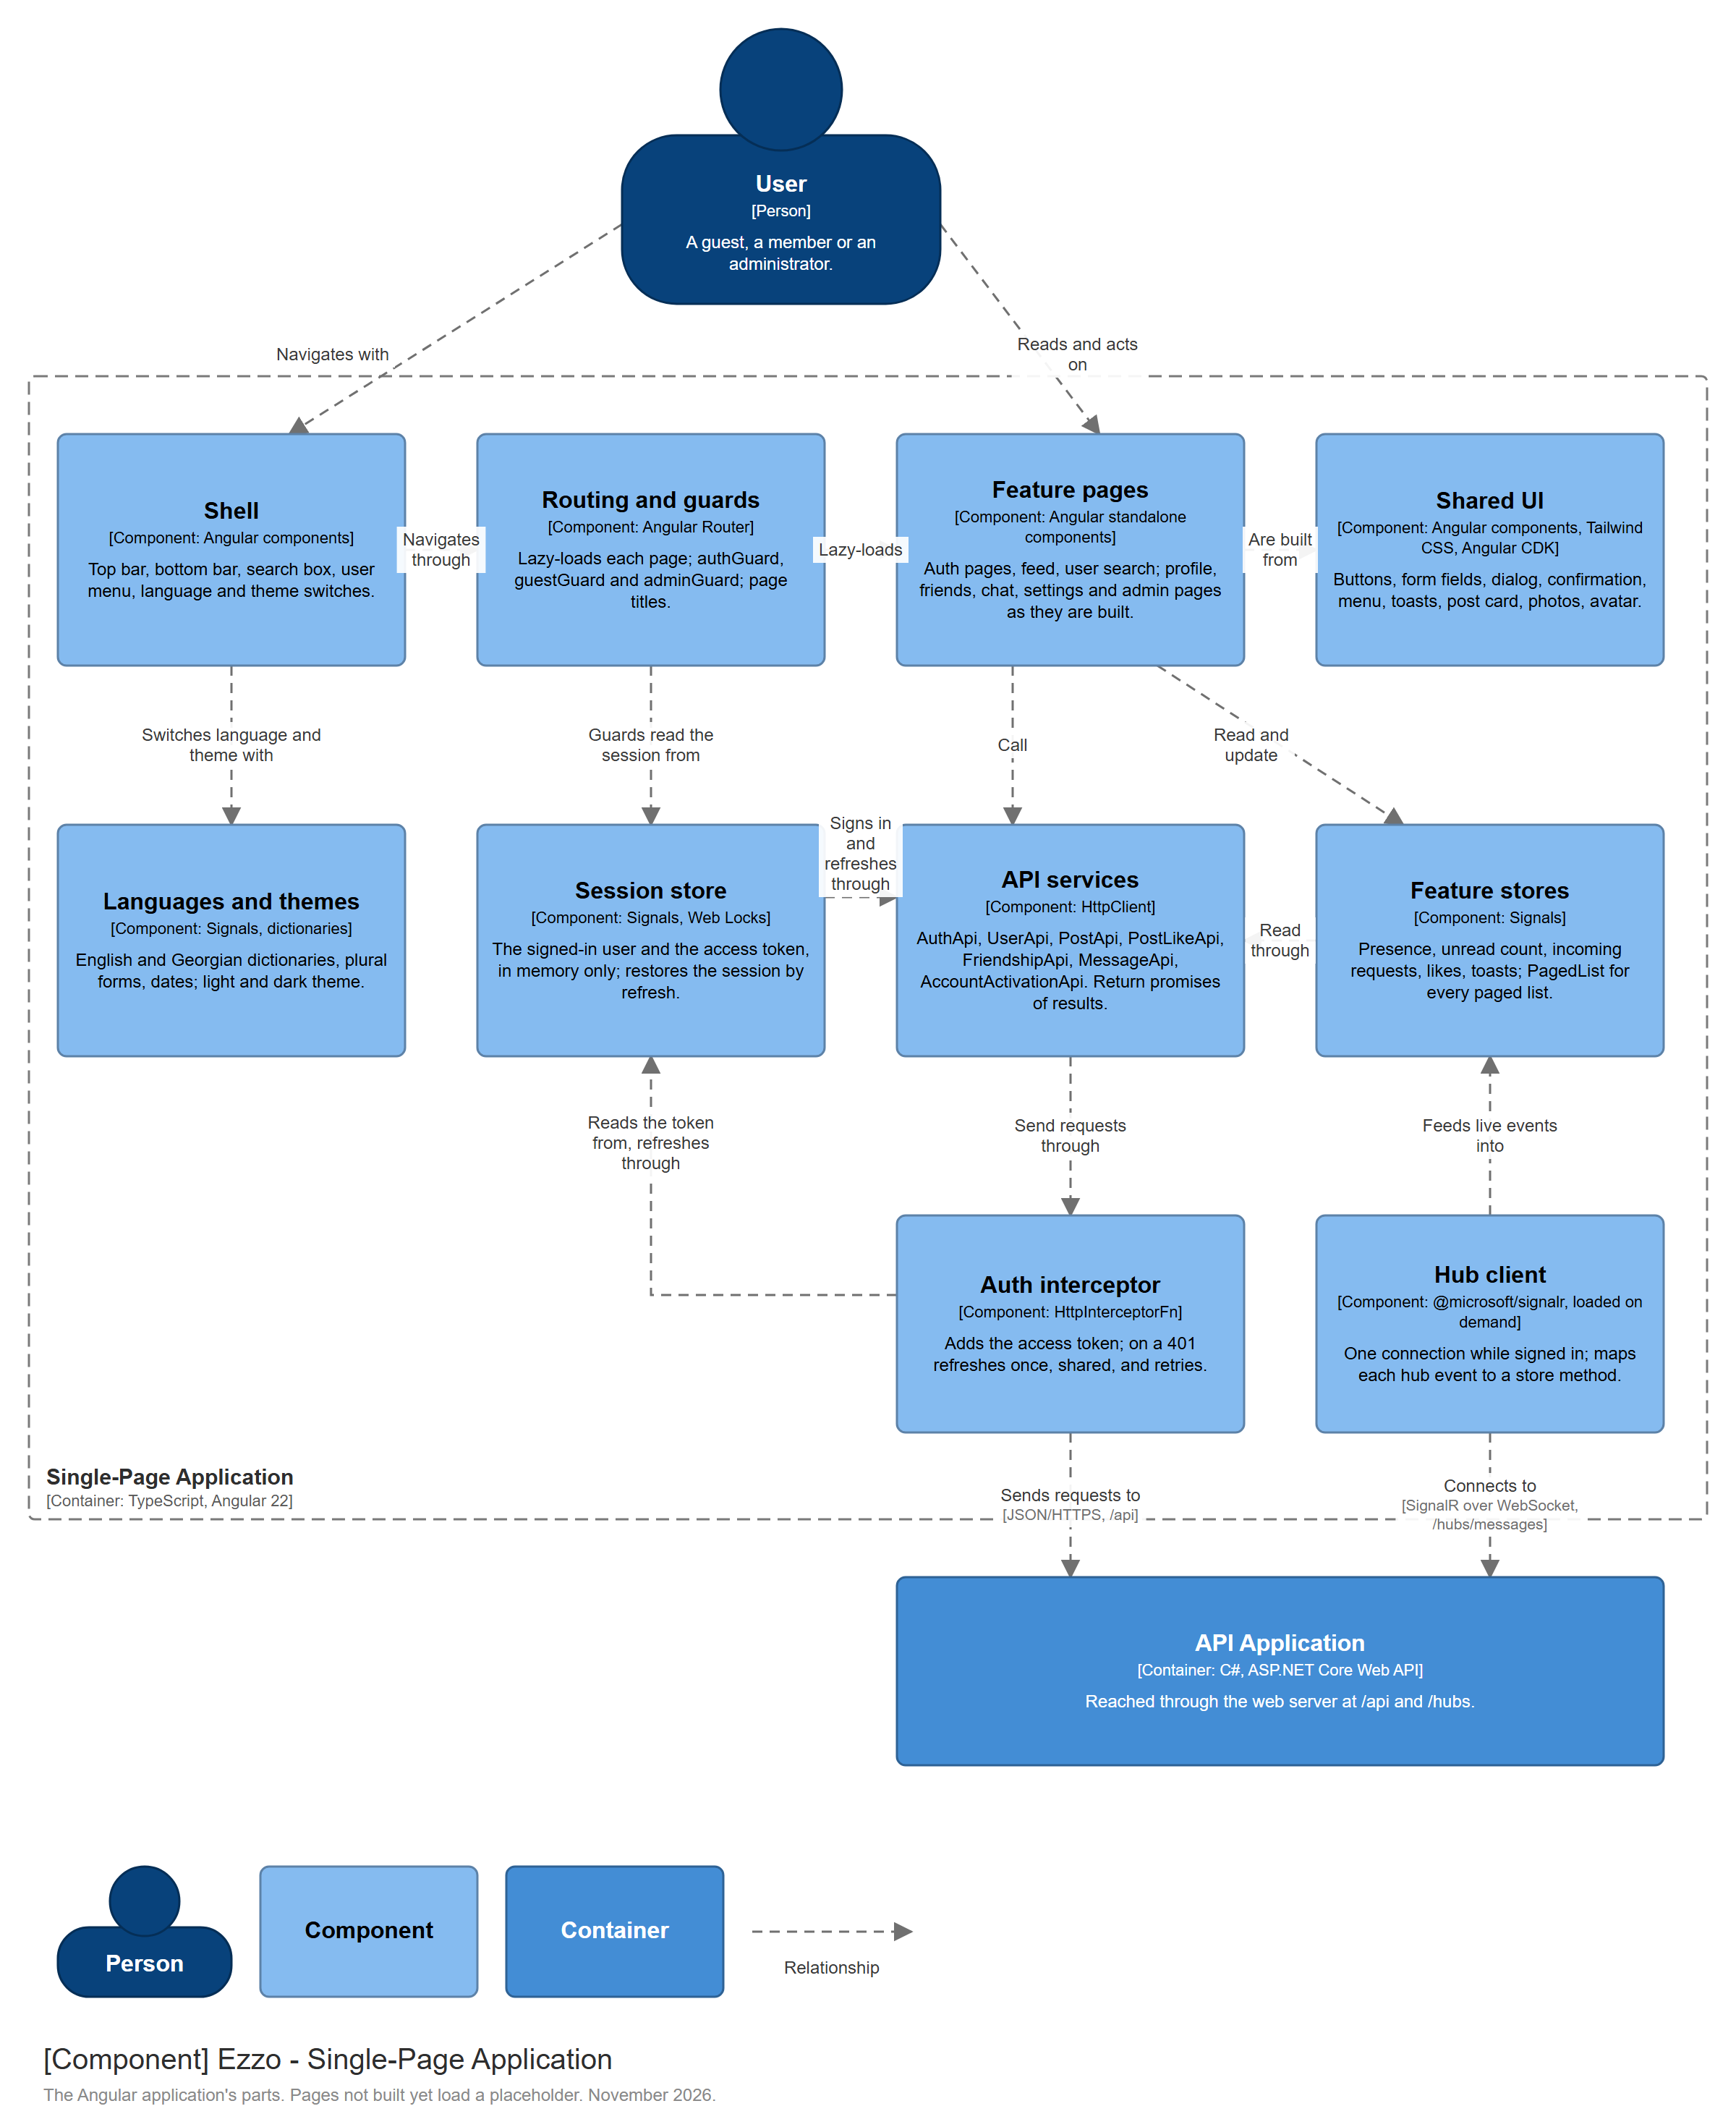 User
[Person]
A guest, a member or an
administrator.
Navigates with
Reads and acts
on
Shell
[Component: Angular components]
Top bar, bottom bar, search box, user
menu, language and theme switches.
Navigates
through
Routing and guards
[Component: Angular Router]
Lazy-loads each page; authGuard,
guestGuard and adminGuard; page
titles.
Lazy-loads
Feature pages
[Component: Angular standalone
components]
Auth pages, feed, user search; profile,
friends, chat, settings and admin pages
as they are built.
Are built
from
Shared UI
[Component: Angular components, Tailwind
CSS, Angular CDK]
Buttons, form fields, dialog, confirmation,
menu, toasts, post card, photos, avatar.
Switches language and
theme with
Guards read the
session from
Call
Read and
update
Languages and themes
[Component: Signals, dictionaries]
English and Georgian dictionaries, plural
forms, dates; light and dark theme.
Session store
[Component: Signals, Web Locks]
The signed-in user and the access token,
in memory only; restores the session by
refresh.
Signs in
and
refreshes
through
API services
[Component: HttpClient]
AuthApi, UserApi, PostApi, PostLikeApi,
FriendshipApi, MessageApi,
AccountActivationApi. Return promises
of results.
Read
through
Feature stores
[Component: Signals]
Presence, unread count, incoming
requests, likes, toasts; PagedList for
every paged list.
Reads the token
from, refreshes
through
Send requests
through
Feeds live events
into
Auth interceptor
[Component: HttpInterceptorFn]
Adds the access token; on a 401
refreshes once, shared, and retries.
Hub client
[Component: @microsoft/signalr, loaded on
demand]
One connection while signed in; maps
each hub event to a store method.
Single-Page Application
[Container: TypeScript, Angular 22]
Sends requests to
[JSON/HTTPS, /api]
Connects to
[SignalR over WebSocket,
/hubs/messages]
API Application
[Container: C#, ASP.NET Core Web API]
Reached through the web server at /api and /hubs.
Person
Component
Container
Relationship
[Component] Ezzo - Single-Page Application
The Angular application's parts. Pages not built yet load a placeholder. November 2026.